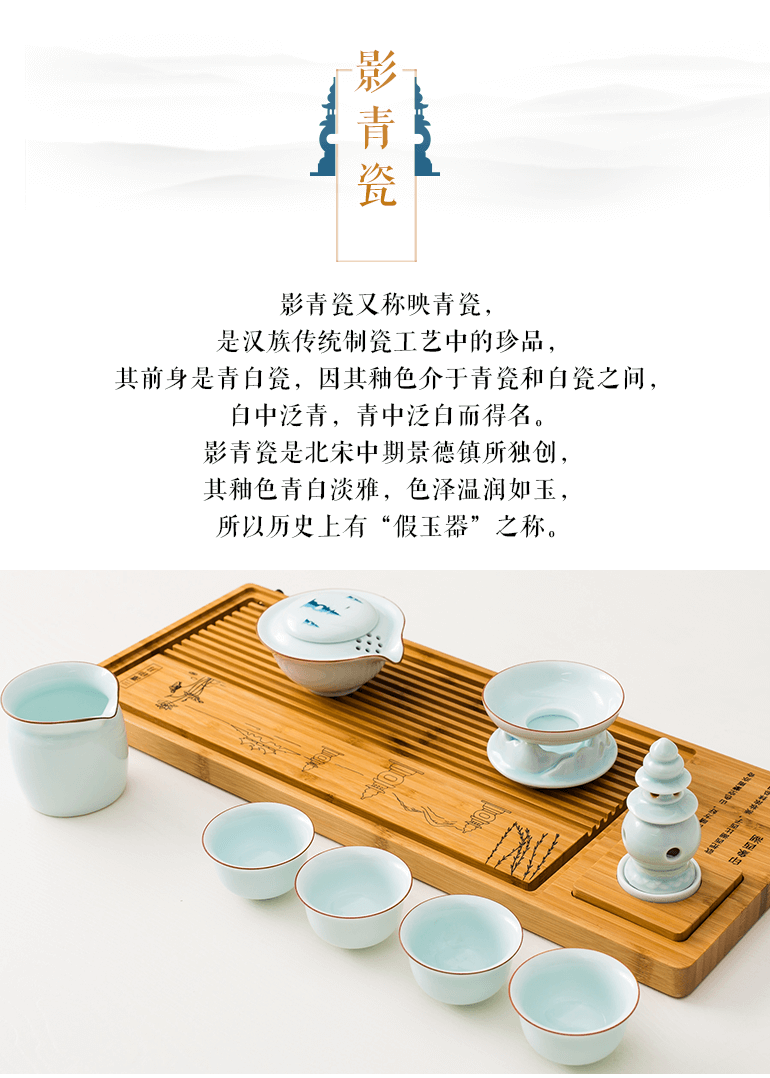 影青瓷
影青瓷又称映青瓷，
是汉族传统制瓷工艺中的珍品，
其前身是青白瓷，因其釉色介于青瓷和白瓷之间，
白中泛青，青中泛白而得名。
影青瓷是北宋中期景德镇所独创，
其釉色青白淡雅，色泽温润如玉，
所以历史上有“假玉器”之称。